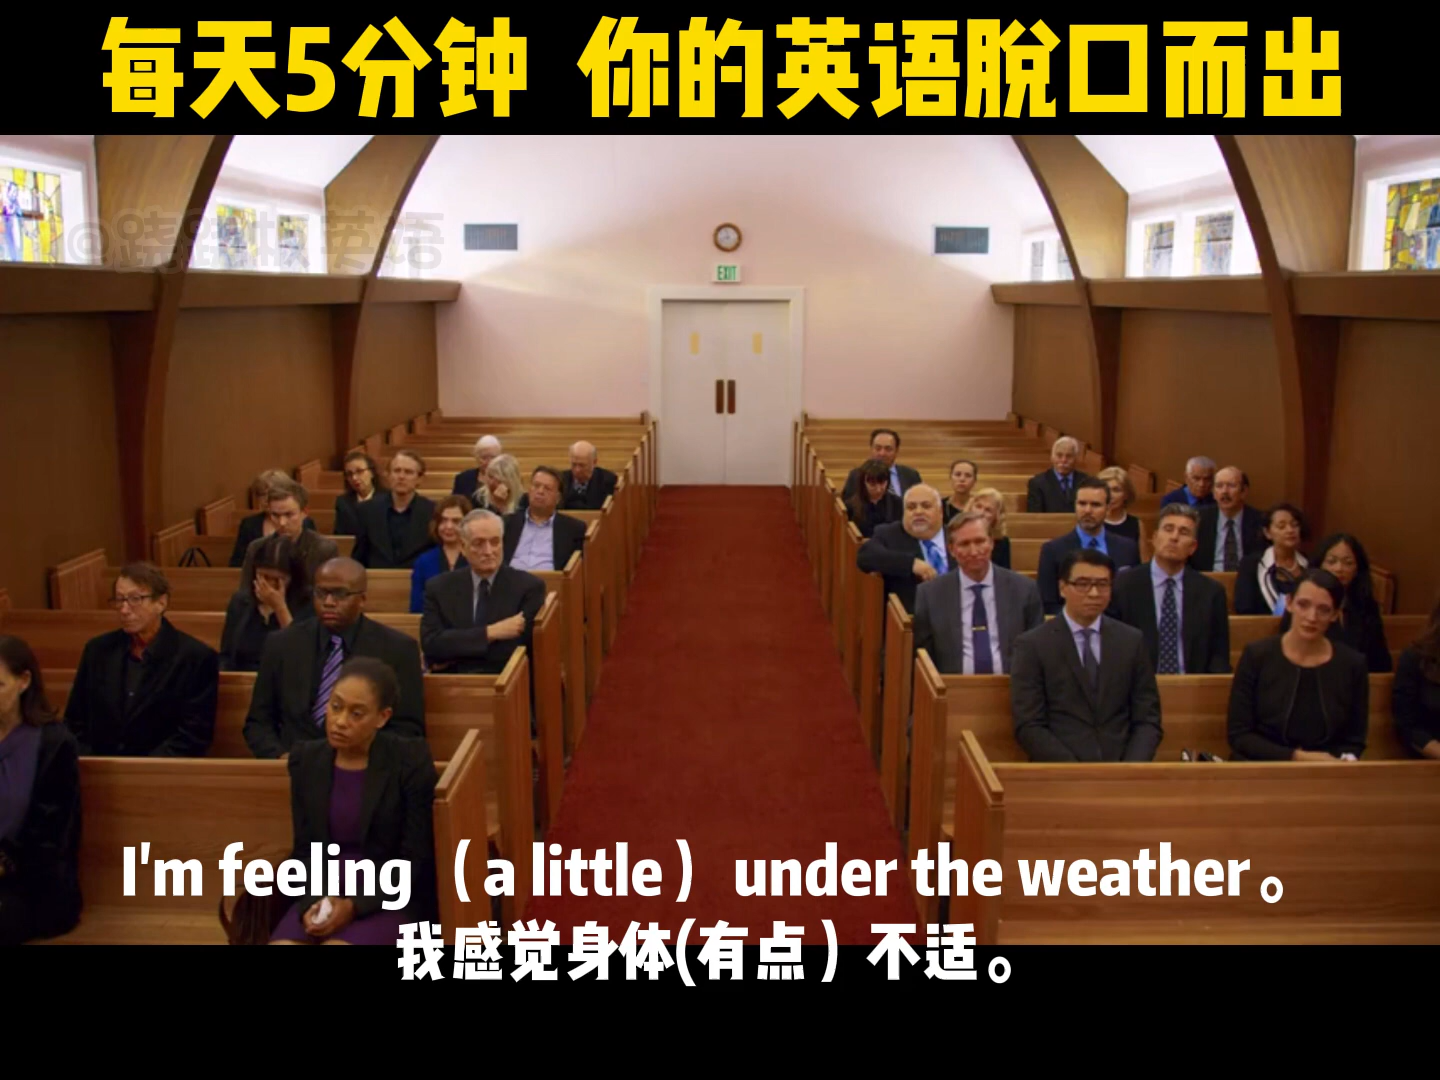 每天5分钟 你的英语脱口而出
EXIT
I'm feeling（a little）under the weather。
我感觉身体(有点）不适。